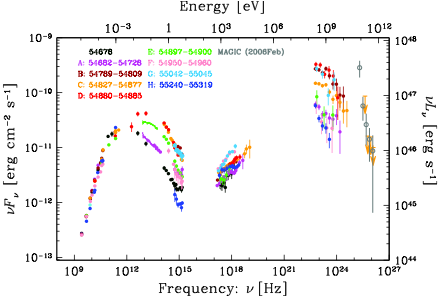 Energy [eV]
10⁻³ 1 10³ 10⁶ 10⁹ 10¹²
54678 E: 54897-54900 MAGIC (2006Feb)
A: 54682-54728 F: 54950-54960
B: 54789-54809 G: 55042-55045
C: 54827-54877 H: 55240-55319
D: 54880-54885
10⁻⁹ 10⁻¹⁰ 10⁻¹¹ 10⁻¹² 10⁻¹³
νFν [erg cm⁻² s⁻¹]
10⁴⁸ 10⁴⁷ 10⁴⁶ 10⁴⁵ 10⁴⁴
νLν [erg s⁻¹]
10⁹ 10¹² 10¹⁵ 10¹⁸ 10²¹ 10²⁴ 10²⁷
Frequency: ν [Hz]